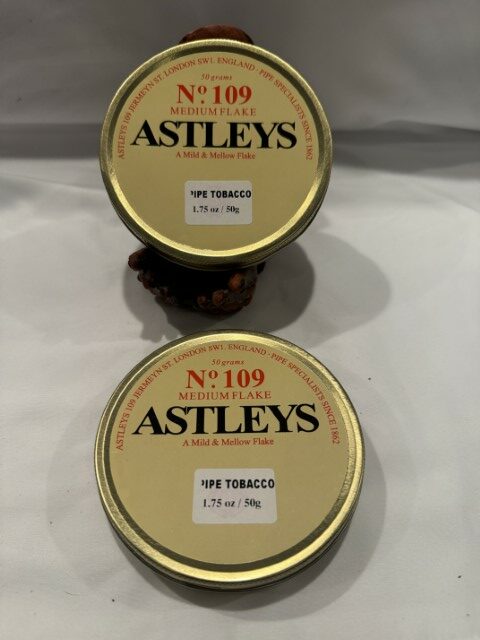 ASTLEYS 109 JERMEYN ST. LONDON SW1, ENGLAND - PIPE SPECIALISTS SINCE 1862
50 grams
No. 109
MEDIUM FLAKE
ASTLEYS
A Mild & Mellow Flake
PIPE TOBACCO
1.75 oz / 50g
ASTLEYS 109 JERMEYN ST. LONDON SW1, ENGLAND - PIPE SPECIALISTS SINCE 1862
50 grams
No. 109
MEDIUM FLAKE
ASTLEYS
A Mild & Mellow Flake
PIPE TOBACCO
1.75 oz / 50g